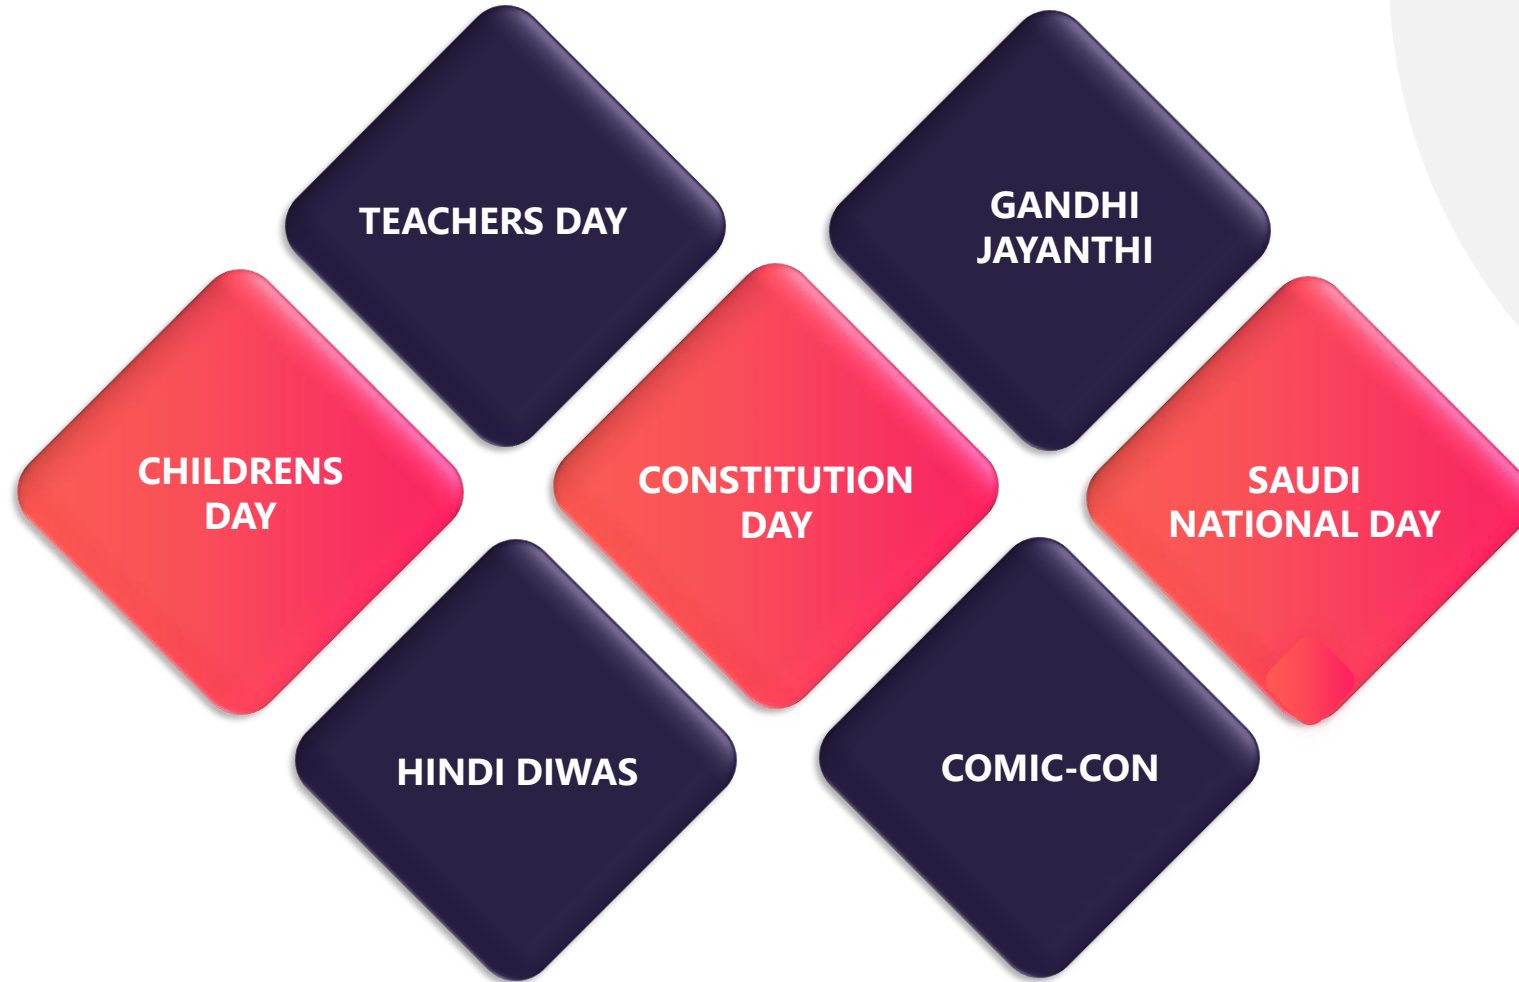 TEACHERS DAY
GANDHI
JAYANTHI
CHILDRENS
DAY
CONSTITUTION
DAY
SAUDI
NATIONAL DAY
HINDI DIWAS
COMIC-CON